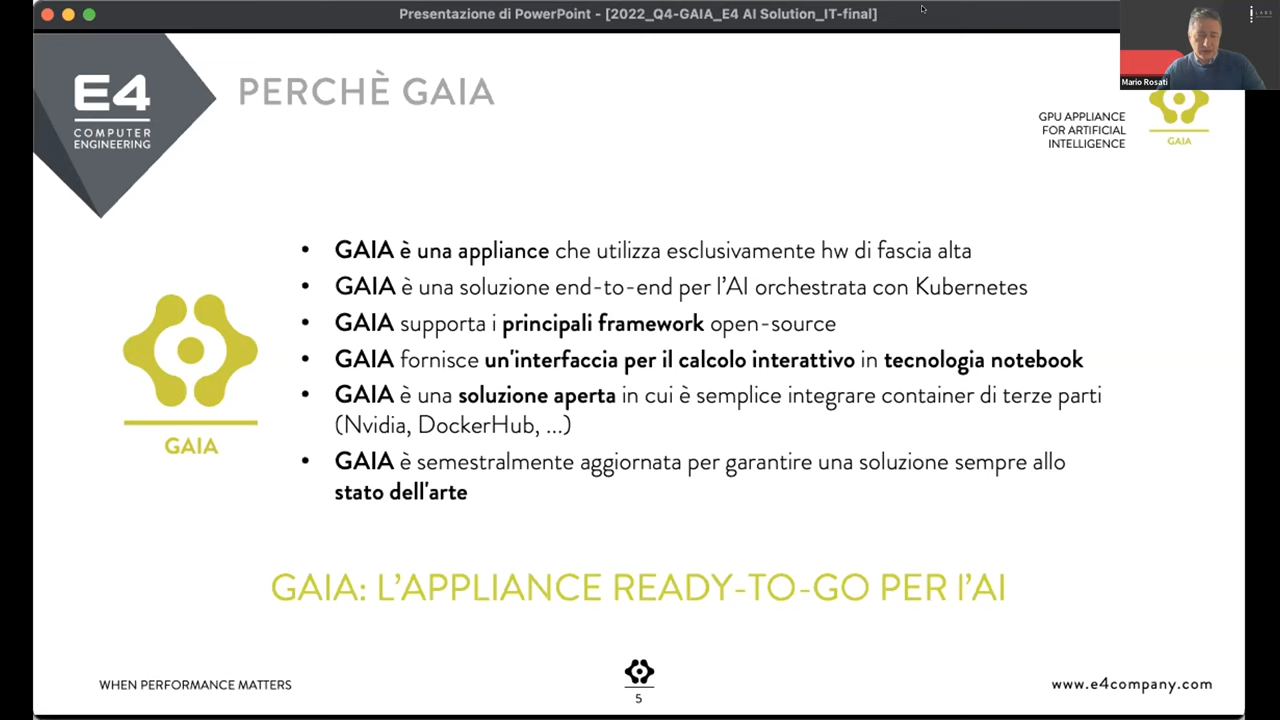 Presentazione di PowerPoint - [2022_Q4-GAIA_E4 AI Solution_IT-final]
Mario Rosati
E4
COMPUTER
ENGINEERING
PERCHÈ GAIA
GPU APPLIANCE
FOR ARTIFICIAL
INTELLIGENCE
GAIA
• GAIA è una appliance che utilizza esclusivamente hw di fascia alta
• GAIA è una soluzione end-to-end per l'AI orchestrata con Kubernetes
• GAIA supporta i principali framework open-source
• GAIA fornisce un'interfaccia per il calcolo interattivo in tecnologia notebook
• GAIA è una soluzione aperta in cui è semplice integrare container di terze parti
(Nvidia, DockerHub, ...)
• GAIA è semestralmente aggiornata per garantire una soluzione sempre allo
stato dell'arte
GAIA
GAIA: L'APPLIANCE READY-TO-GO PER l'AI
WHEN PERFORMANCE MATTERS
5
www.e4company.com